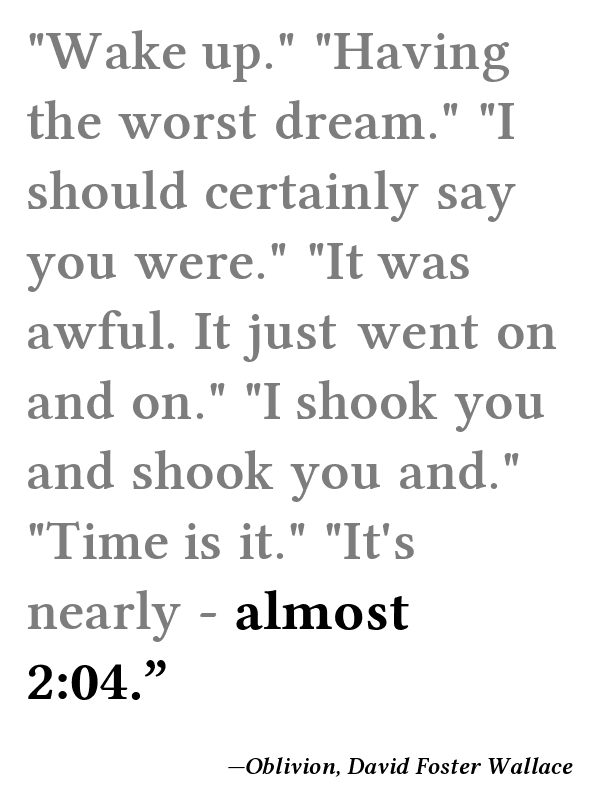 "Wake up." "Having
the worst dream." "I
should certainly say
you were." "It was
awful. It just went on
and on." "I shook you
and shook you and."
"Time is it." "It's
nearly - almost
2:04.”
—Oblivion, David Foster Wallace